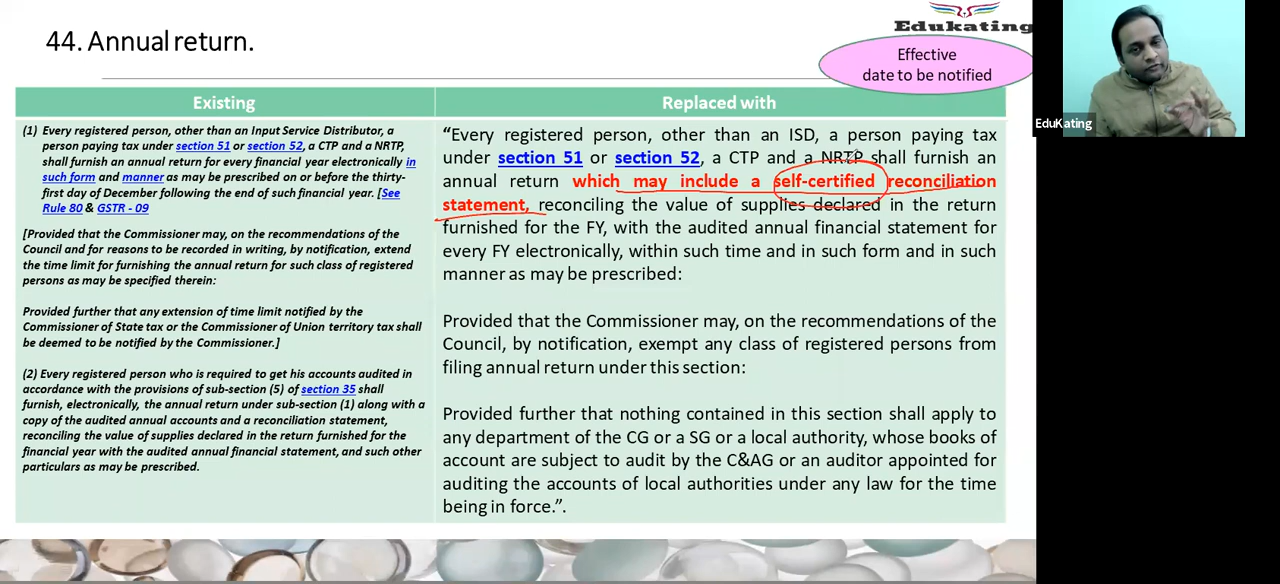 44. Annual return.
Edukating
Effective
date to be notified
EduKating
Existing
(1) Every registered person, other than an Input Service Distributor, a
person paying tax under section 51 or section 52, a CTP and a NRTP,
shall furnish an annual return for every financial year electronically in
such form and manner as may be prescribed on or before the thirty-
first day of December following the end of such financial year. [See
Rule 80 & GSTR - 09
[Provided that the Commissioner may, on the recommendations of the
Council and for reasons to be recorded in writing, by notification, extend
the time limit for furnishing the annual return for such class of registered
persons as may be specified therein:
Provided further that any extension of time limit notified by the
Commissioner of State tax or the Commissioner of Union territory tax shall
be deemed to be notified by the Commissioner.]
(2) Every registered person who is required to get his accounts audited in
accordance with the provisions of sub-section (5) of section 35 shall
furnish, electronically, the annual return under sub-section (1) along with a
copy of the audited annual accounts and a reconciliation statement,
reconciling the value of supplies declared in the return furnished for the
financial year with the audited annual financial statement, and such other
particulars as may be prescribed.
Replaced with
“Every registered person, other than an ISD, a person paying tax
under section 51 or section 52, a CTP and a NRTP shall furnish an
annual return which may include a self-certified reconciliation
statement, reconciling the value of supplies declared in the return
furnished for the FY, with the audited annual financial statement for
every FY electronically, within such time and in such form and in such
manner as may be prescribed:
Provided that the Commissioner may, on the recommendations of the
Council, by notification, exempt any class of registered persons from
filing annual return under this section:
Provided further that nothing contained in this section shall apply to
any department of the CG or a SG or a local authority, whose books of
account are subject to audit by the C&AG or an auditor appointed for
auditing the accounts of local authorities under any law for the time
being in force.”.